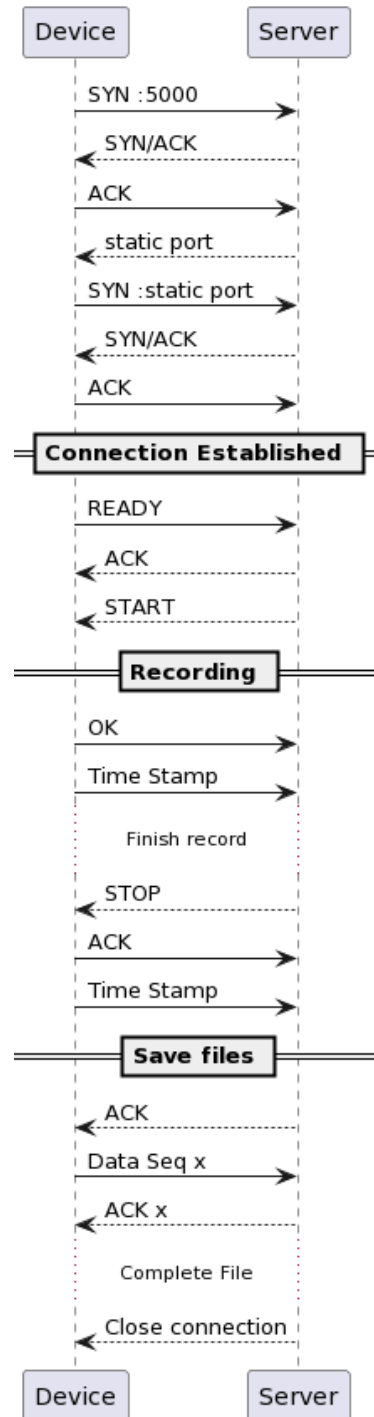 Device Server
SYN :5000
SYN/ACK
ACK
static port
SYN :static port
SYN/ACK
ACK
Connection Established
READY
ACK
START
Recording
OK
Time Stamp
Finish record
STOP
ACK
Time Stamp
Save files
ACK
Data Seq x
ACK x
Complete File
Close connection
Device Server